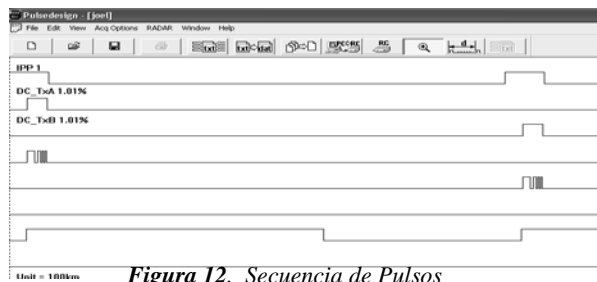 Pulsedesign - [joel]
File Edit View Acq Options RADAR Window Help
IPP 1
DC_TxA 1.01%
DC_TxB 1.01%
Unit = 100km
Figura 12. Secuencia de Pulsos